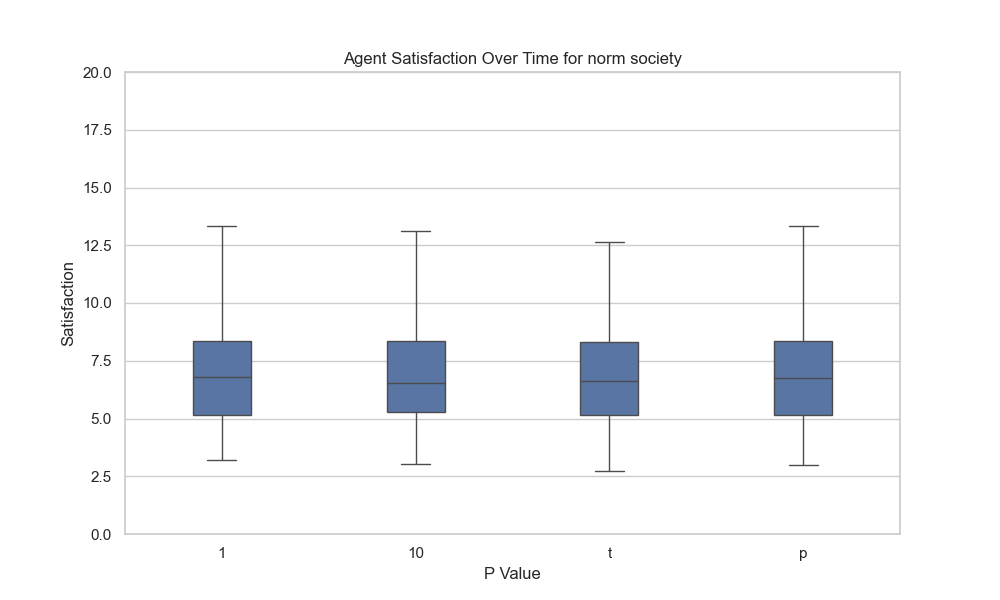 Agent Satisfaction Over Time for norm society
20.0
17.5
15.0
12.5
10.0
7.5
5.0
2.5
0.0
Satisfaction
1 10 t p
P Value